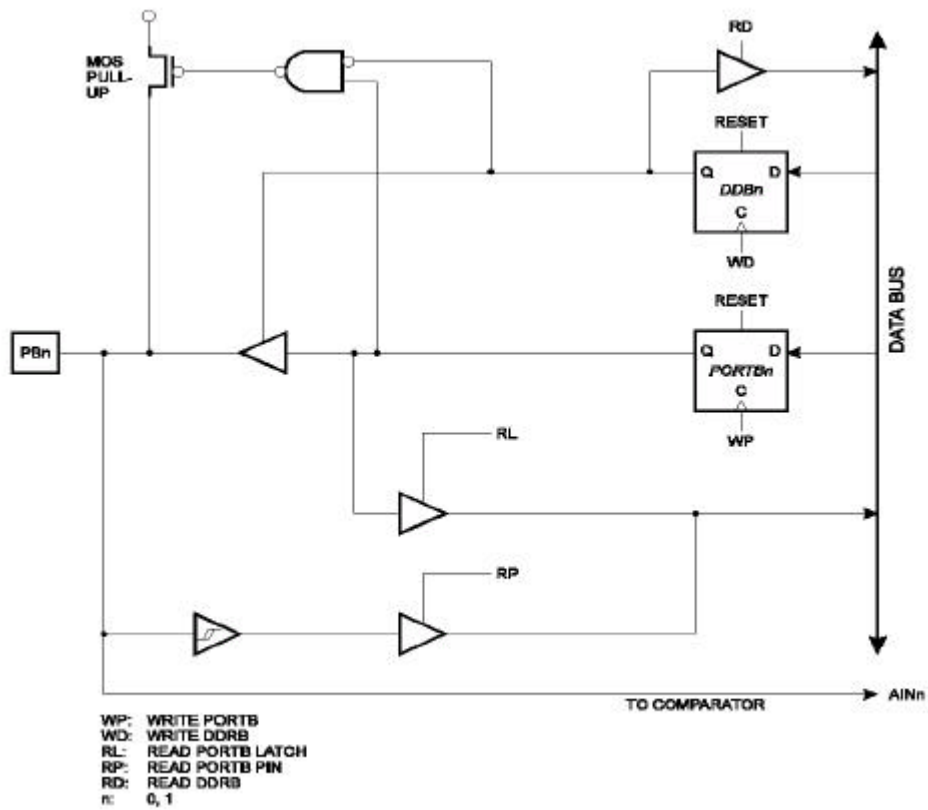 MOS
PULL-
UP
RD
RESET
Q D
DDBn
C
WD
RESET
PBn
Q D
PORTBn
C
WP
DATA BUS
RL
RP
TO COMPARATOR
AINn
WP: WRITE PORTB
WD: WRITE DDRB
RL: READ PORTB LATCH
RP: READ PORTB PIN
RD: READ DDRB
n: 0, 1